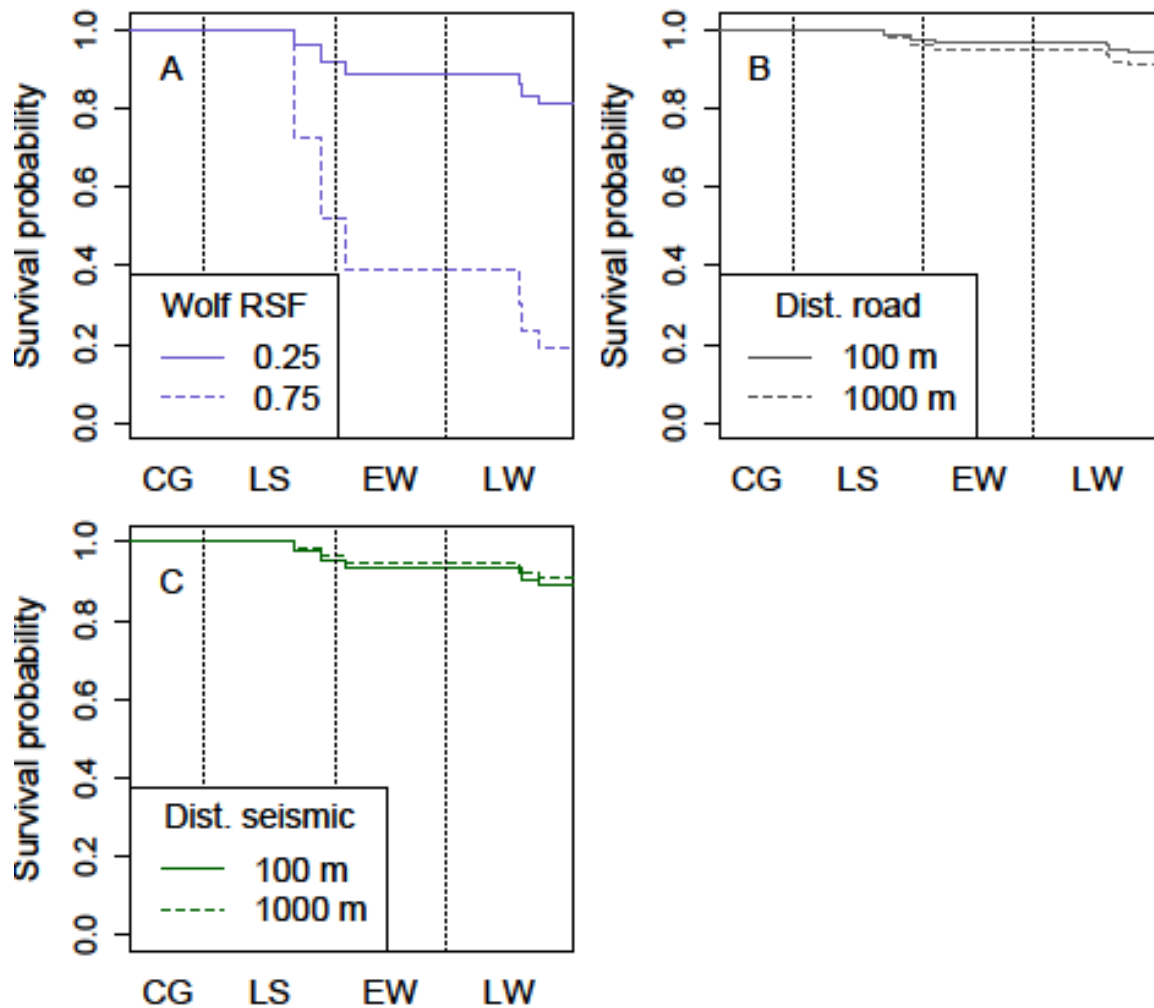 Survival probability
0.0 0.2 0.4 0.6 0.8 1.0
A
Wolf RSF
0.25
0.75
CG LS EW LW
Survival probability
0.0 0.2 0.4 0.6 0.8 1.0
B
Dist. road
100 m
1000 m
CG LS EW LW
Survival probability
0.0 0.2 0.4 0.6 0.8 1.0
C
Dist. seismic
100 m
1000 m
CG LS EW LW